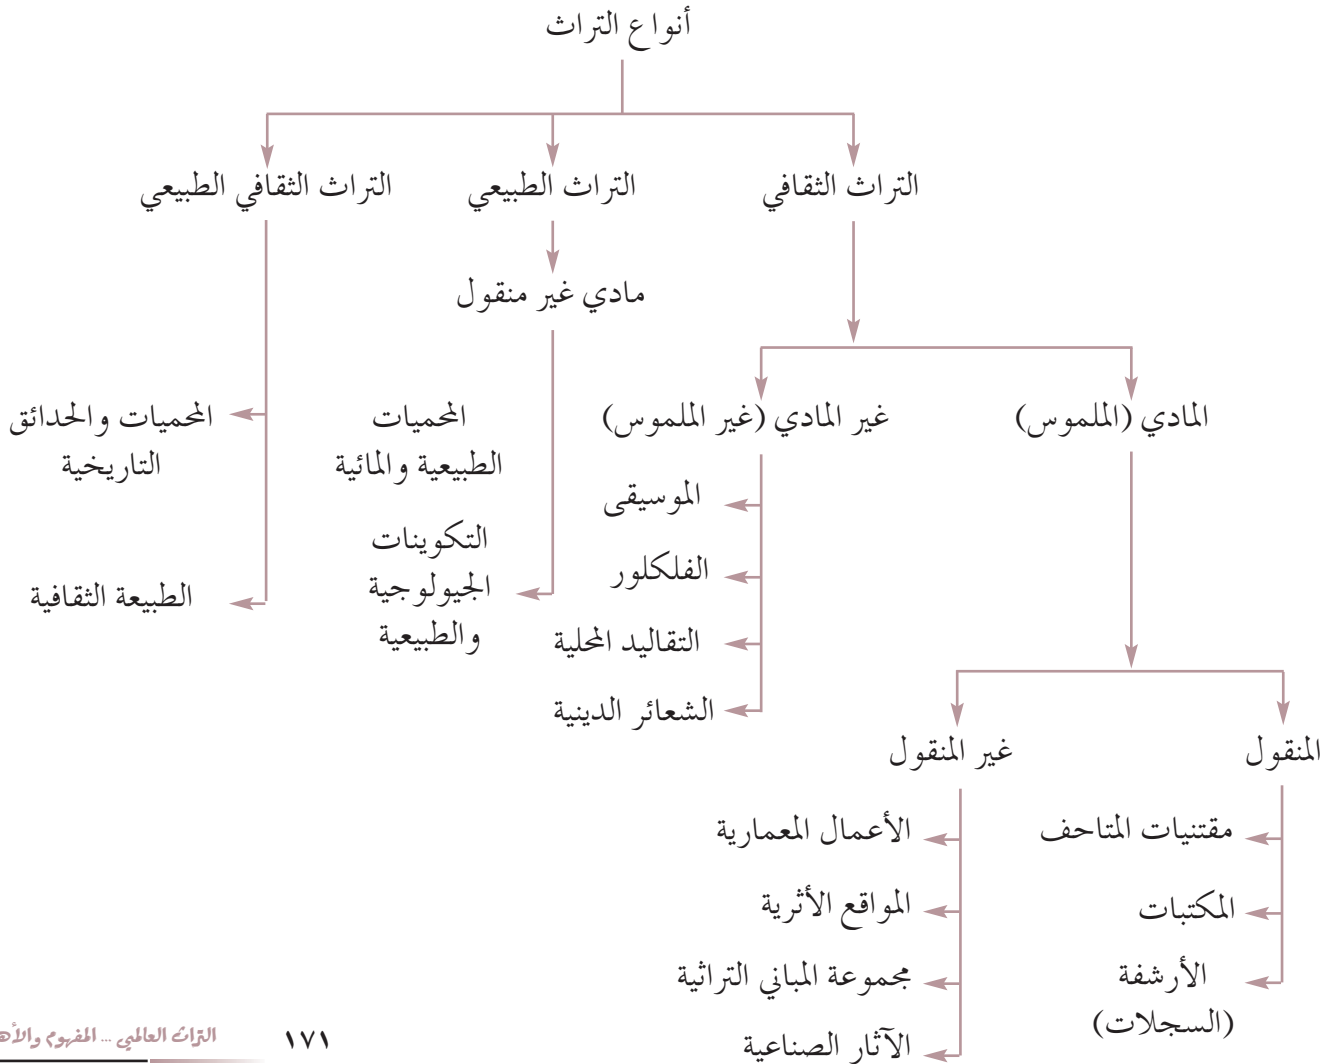 أنواع التراث
التراث الثقافي
التراث الطبيعي
التراث الثقافي الطبيعي
مادي غير منقول
المادي (الملموس)
غير المادي (غير الملموس)
المحميات
الطبيعية والمائية
المحميات والحدائق
التاريخية
الموسيقى
الفلكلور
التقاليد المحلية
الشعائر الدينية
التكوينات
الجيولوجية
والطبيعية
الطبيعة الثقافية
المنقول
غير المنقول
مقتنيات المتاحف
المكتبات
الأرشفة
(السجلات)
الأعمال المعمارية
المواقع الأثرية
مجموعة المباني التراثية
الآثار الصناعية
١٧١
التراث العالمي ... المفهوم